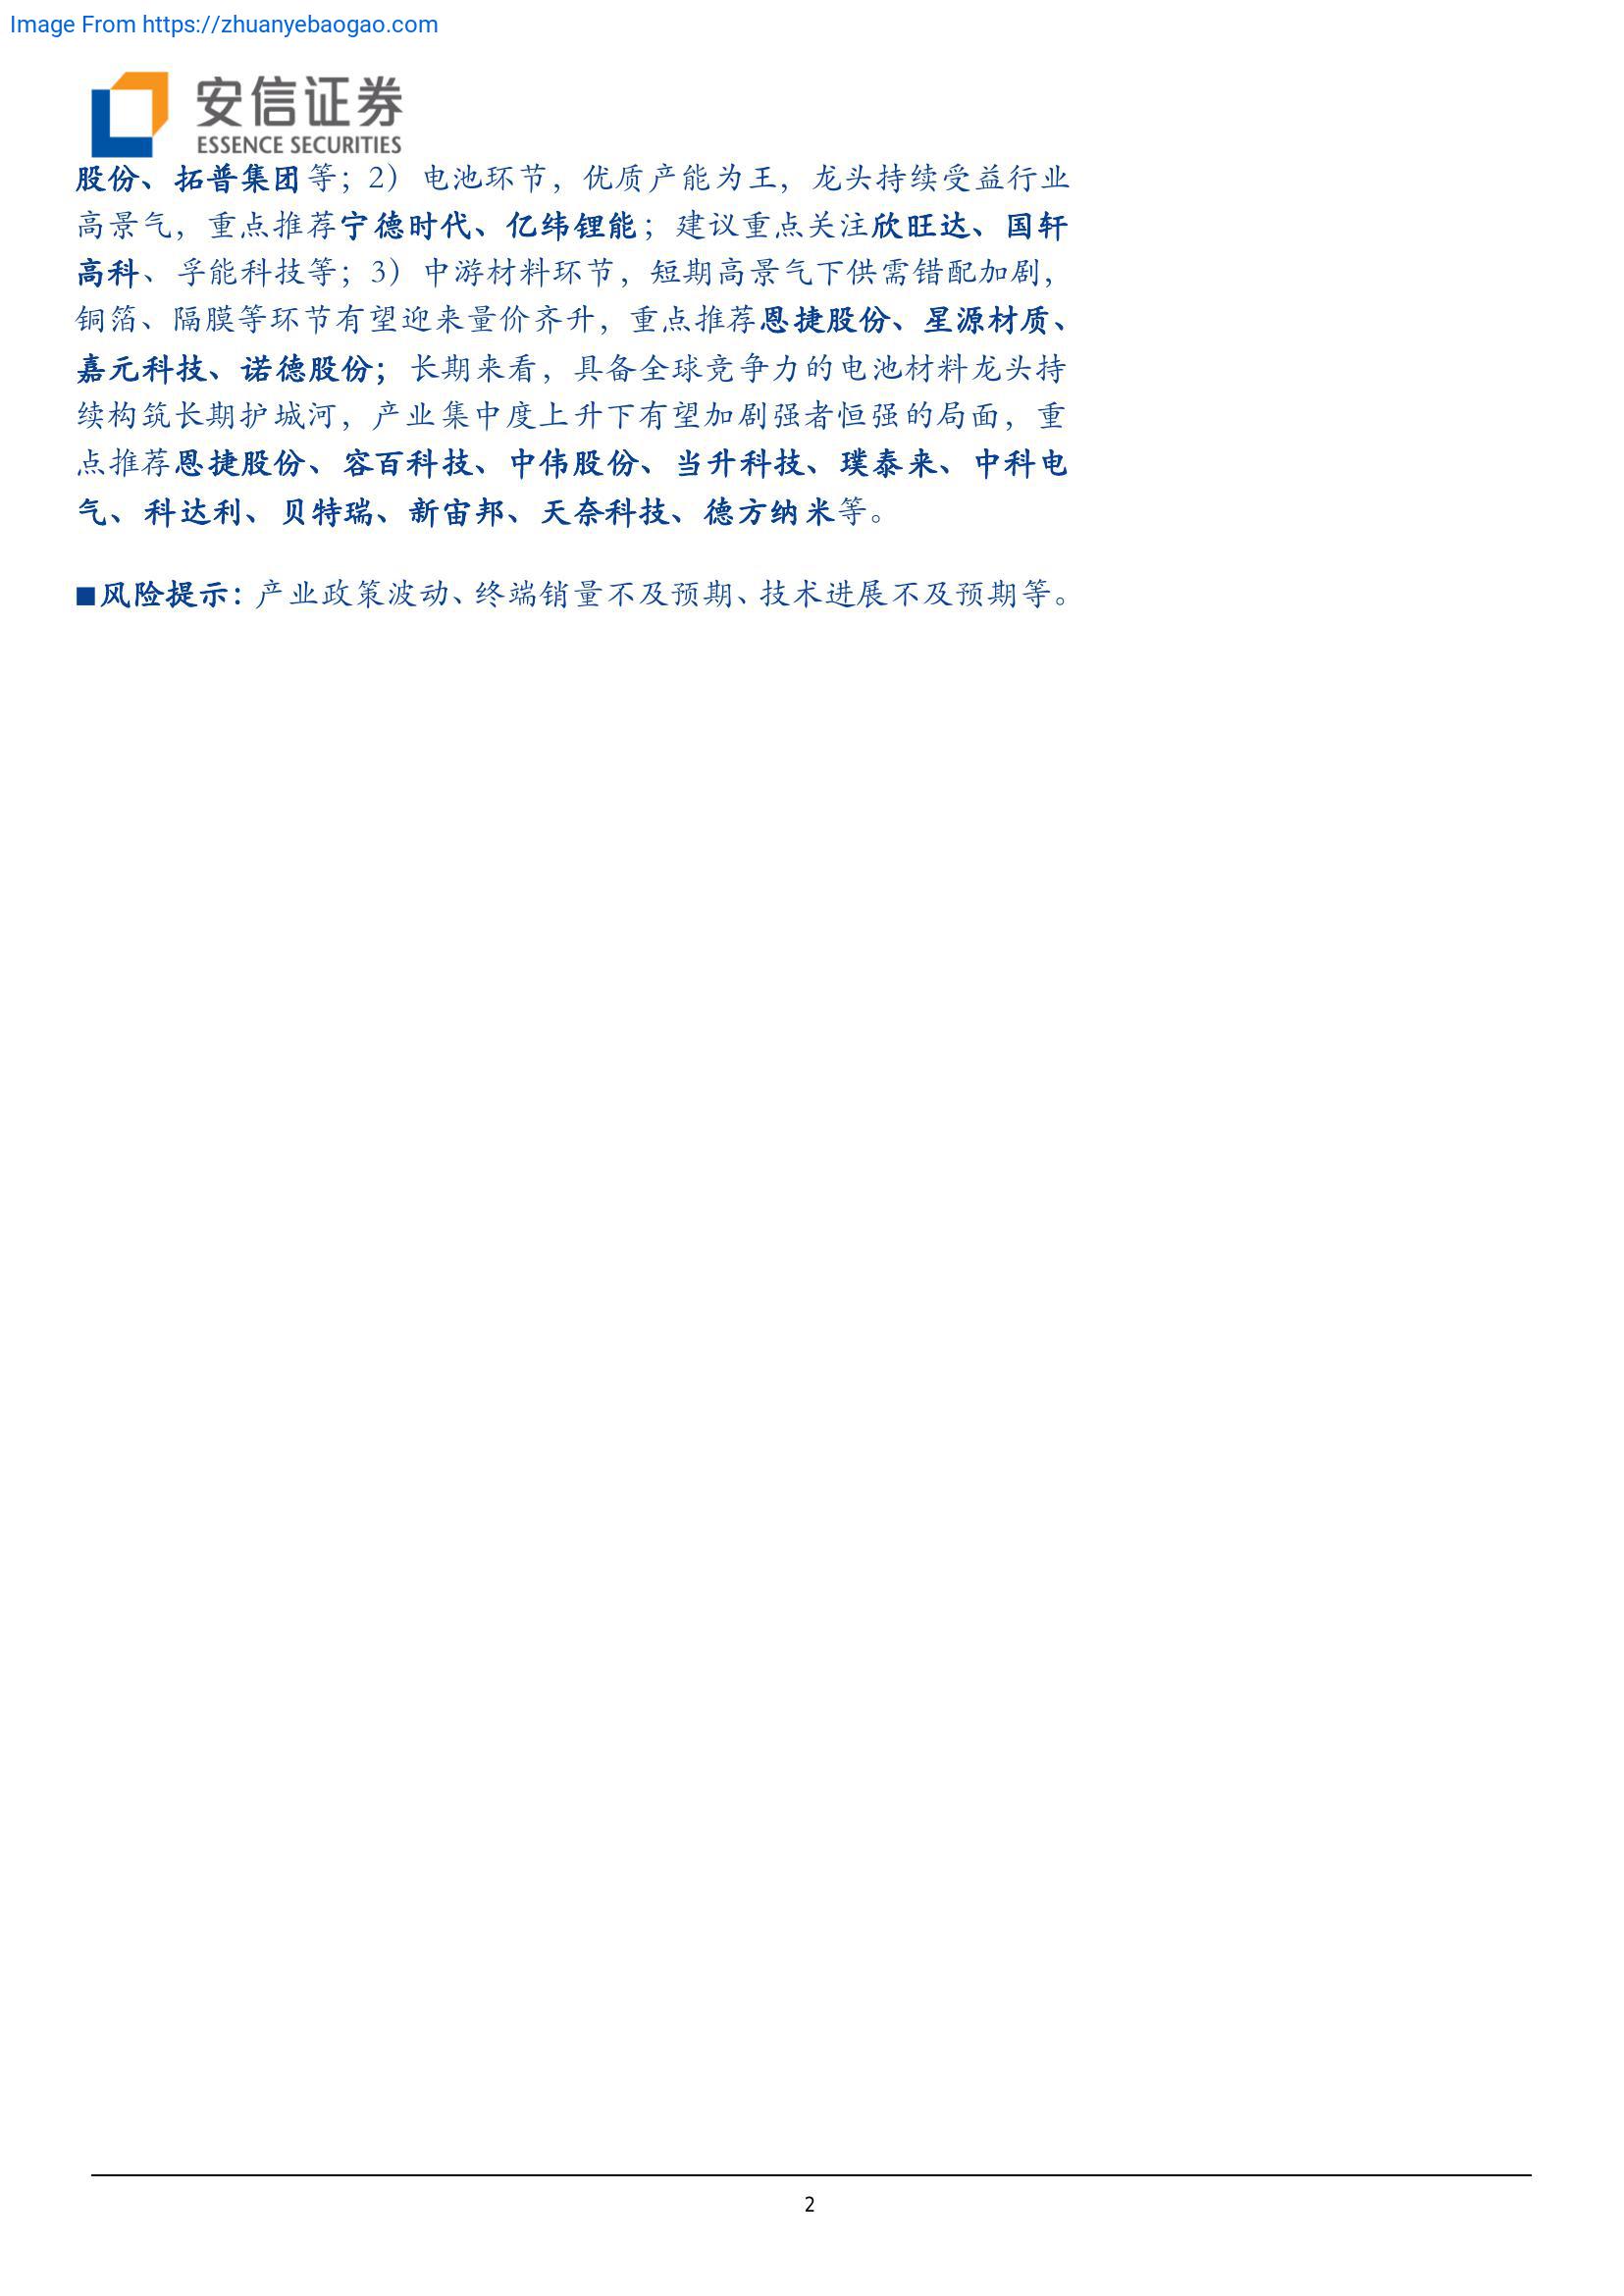 Image From https://zhuanyebaogao.com
安信证券
ESSENCE SECURITIES
股份、拓普集团等；2）电池环节，优质产能为王，龙头持续受益行业
高景气，重点推荐宁德时代、亿纬锂能；建议重点关注欣旺达、国轩
高科、孚能科技等；3）中游材料环节，短期高景气下供需错配加剧，
铜箔、隔膜等环节有望迎来量价齐升，重点推荐恩捷股份、星源材质、
嘉元科技、诺德股份；长期来看，具备全球竞争力的电池材料龙头持
续构筑长期护城河，产业集中度上升下有望加剧强者恒强的局面，重
点推荐恩捷股份、容百科技、中伟股份、当升科技、璞泰来、中科电
气、科达利、贝特瑞、新宙邦、天奈科技、德方纳米等。
■风险提示：产业政策波动、终端销量不及预期、技术进展不及预期等。
2